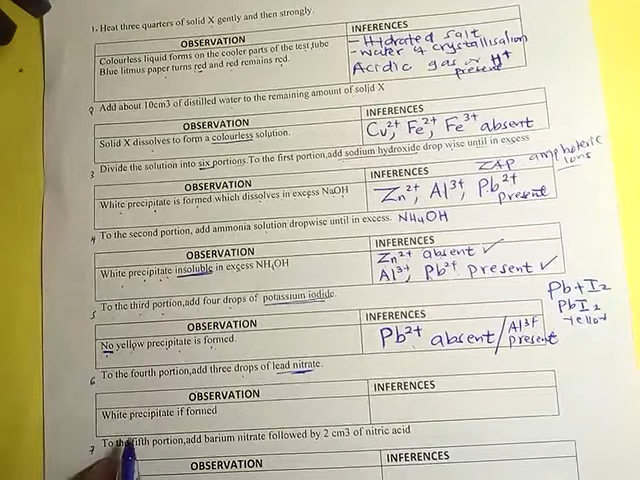 1. Heat three quarters of solid X gently and then strongly.
OBSERVATION
INFERENCES
Colourless liquid forms on the cooler parts of the test tube
Blue litmus paper turns red and red remains red.
- Hydrated salt
- water of crystallisation
Acidic gas or H+
present
2 Add about 10cm3 of distilled water to the remaining amount of solid X
OBSERVATION
INFERENCES
Solid X dissolves to form a colourless solution.
Cu2+, Fe2+, Fe3+ absent
3 Divide the solution into six portions.To the first portion,add sodium hydroxide drop wise until in excess
OBSERVATION
INFERENCES
ZAP amphoteric
ions
White precipitate is formed which dissolves in excess NaOH
Zn2+, Al3+, Pb2+
present
4 To the second portion, add ammonia solution dropwise until in excess. NH4OH
OBSERVATION
INFERENCES
White precipitate insoluble in excess NH4OH
Zn2+ absent ✓
Al3+, Pb2+ present ✓
5 To the third portion,add four drops of potassium iodide.
OBSERVATION
INFERENCES
No yellow precipitate is formed.
Pb2+ absent / Al3+
present
Pb + I2
PbI2
Yellow
6 To the fourth portion,add three drops of lead nitrate.
OBSERVATION
INFERENCES
White precipitate if formed
7 To the fifth portion,add barium nitrate followed by 2 cm3 of nitric acid
OBSERVATION
INFERENCES